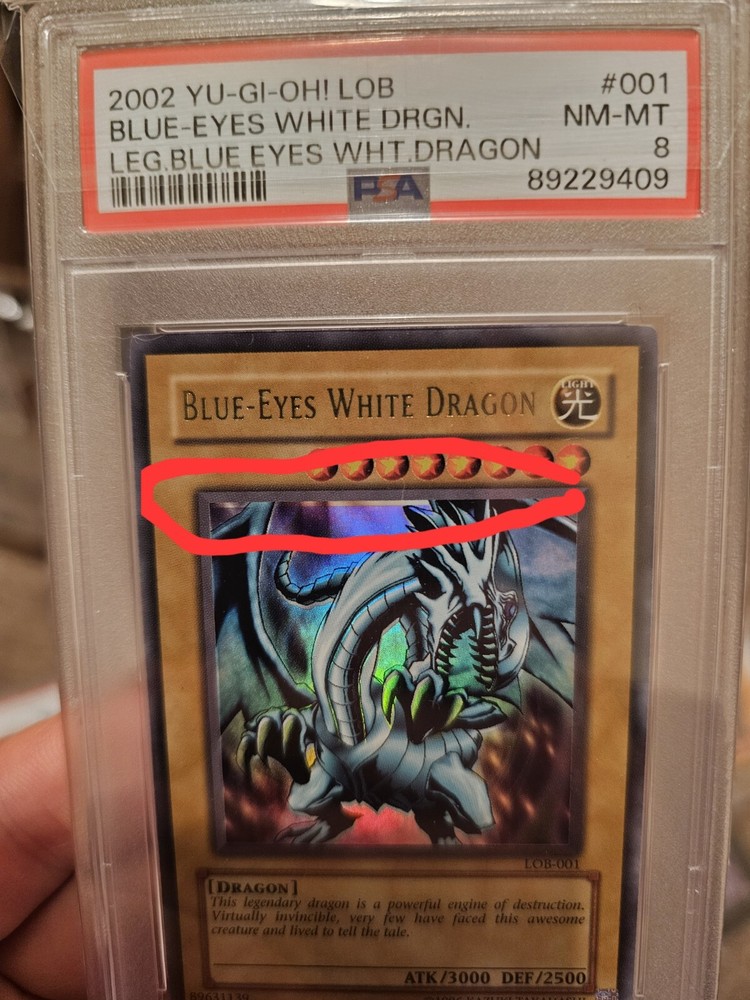 2002 YU-GI-OH! LOB #001
BLUE-EYES WHITE DRGN. NM-MT
LEG.BLUE EYES WHT.DRAGON 8
PSA 89229409
BLUE-EYES WHITE DRAGON
LIGHT
光
LOB-001
[DRAGON]
This legendary dragon is a powerful engine of destruction.
Virtually invincible, very few have faced this awesome
creature and lived to tell the tale.
ATK/3000 DEF/2500